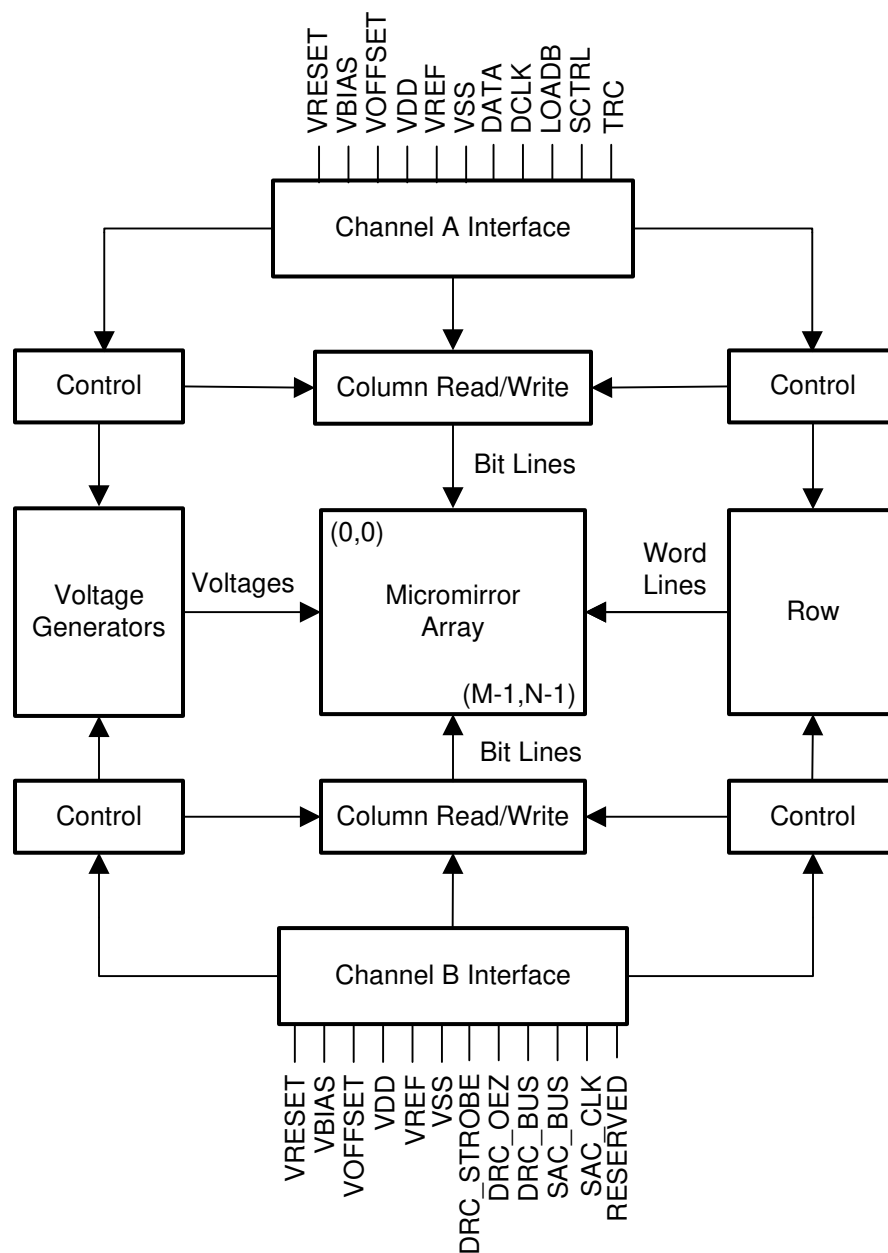 VRESET
VBIAS
VOFFSET
VDD
VREF
VSS
DATA
DCLK
LOADB
SCTRL
TRC
Channel A Interface
Control
Column Read/Write
Control
Bit Lines
(0,0)
Voltage
Generators
Voltages
Micromirror
Array
Word
Lines
Row
(M-1,N-1)
Bit Lines
Control
Column Read/Write
Control
Channel B Interface
VRESET
VBIAS
VOFFSET
VDD
VREF
VSS
DRC_STROBE
DRC_OEZ
DRC_BUS
SAC_BUS
SAC_CLK
RESERVED